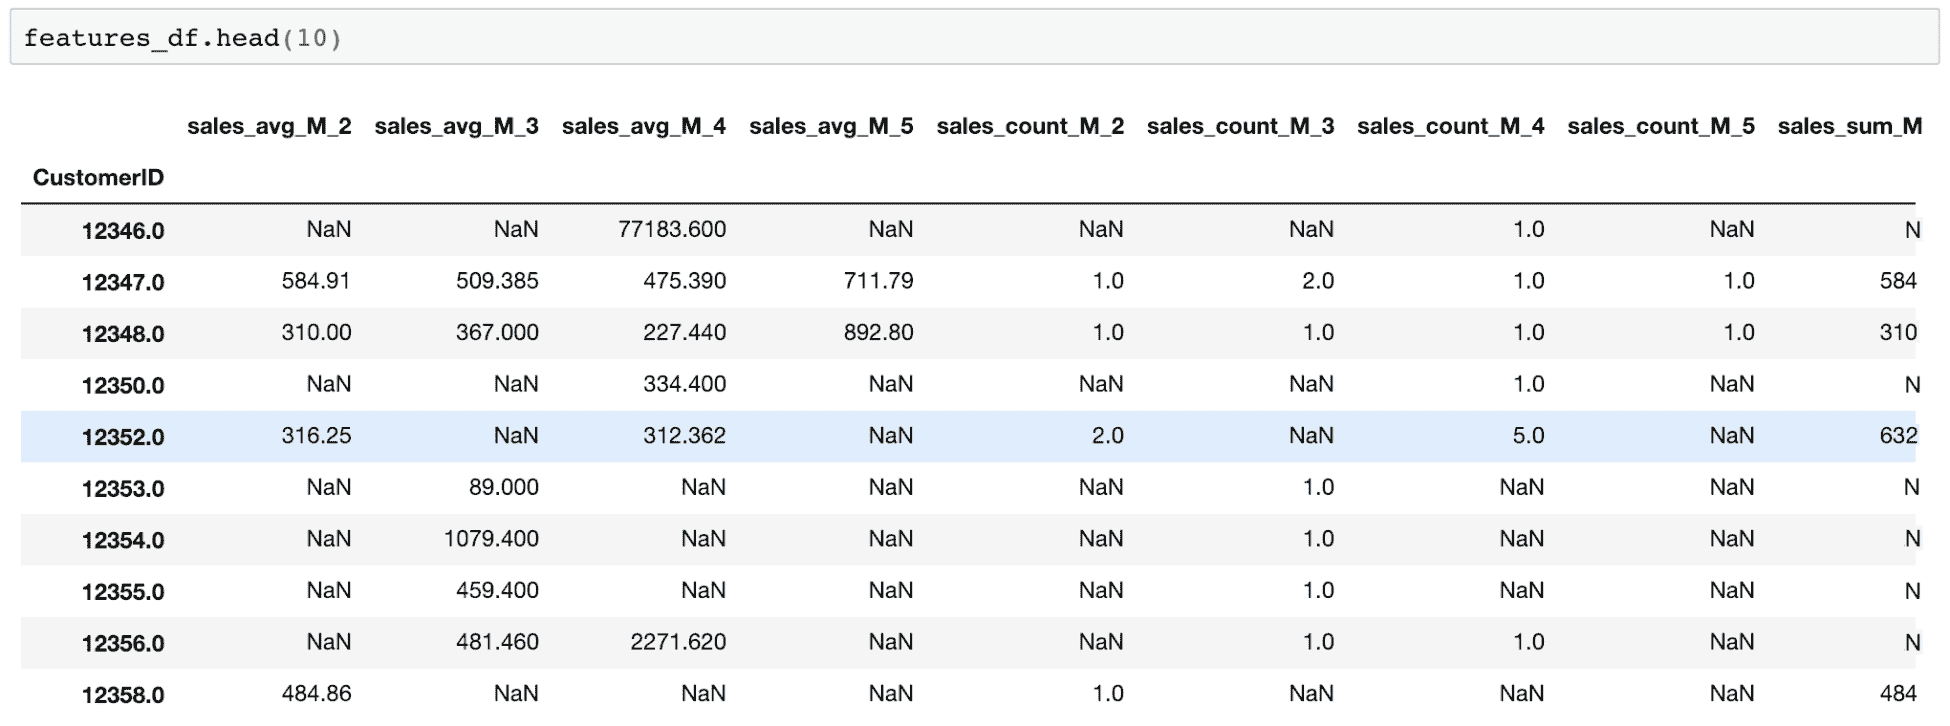 features_df.head(10)
sales_avg_M_2 sales_avg_M_3 sales_avg_M_4 sales_avg_M_5 sales_count_M_2 sales_count_M_3 sales_count_M_4 sales_count_M_5 sales_sum_M
CustomerID
12346.0 NaN NaN 77183.600 NaN NaN NaN 1.0 NaN N
12347.0 584.91 509.385 475.390 711.79 1.0 2.0 1.0 1.0 584
12348.0 310.00 367.000 227.440 892.80 1.0 1.0 1.0 1.0 310
12350.0 NaN NaN 334.400 NaN NaN NaN 1.0 NaN N
12352.0 316.25 NaN 312.362 NaN 2.0 NaN 5.0 NaN 632
12353.0 NaN 89.000 NaN NaN NaN 1.0 NaN NaN N
12354.0 NaN 1079.400 NaN NaN NaN 1.0 NaN NaN N
12355.0 NaN 459.400 NaN NaN NaN 1.0 NaN NaN N
12356.0 NaN 481.460 2271.620 NaN NaN 1.0 1.0 NaN N
12358.0 484.86 NaN NaN NaN 1.0 NaN NaN NaN 484